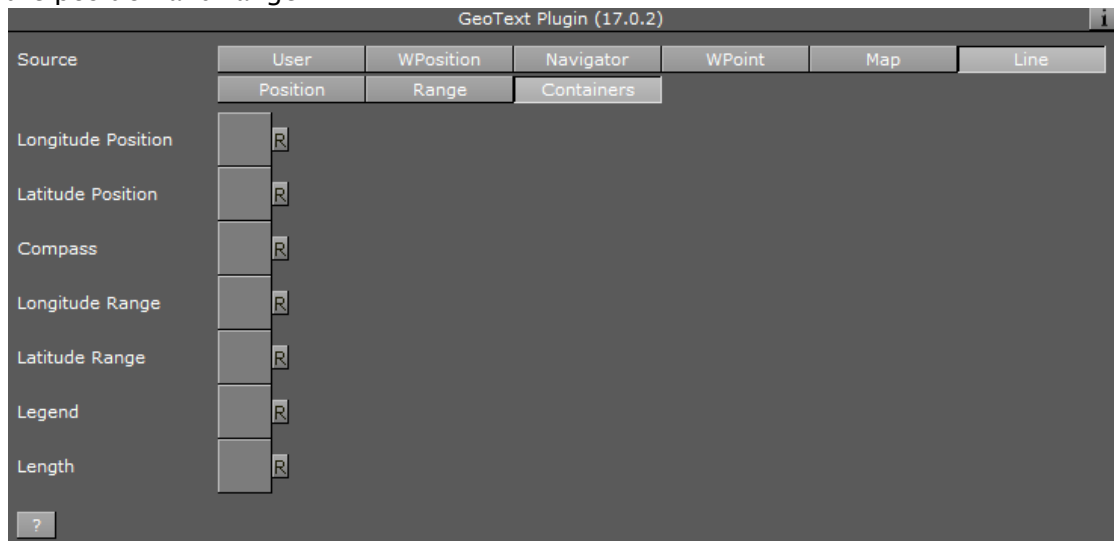 GeoText Plugin (17.0.2) i
Source User WPosition Navigator WPoint Map Line
Position Range Containers
Longitude Position R
Latitude Position R
Compass R
Longitude Range R
Latitude Range R
Legend R
Length R
?